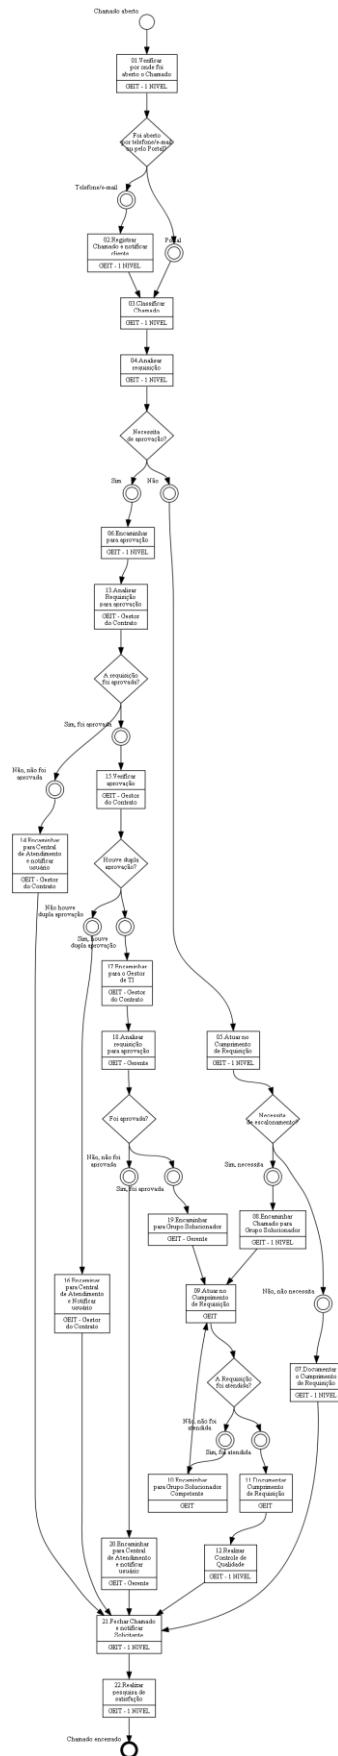 Chamado aberto
01.Verificar
por onde foi
aberto o Chamado
GEIT - 1 NIVEL
Foi aberto
por telefone/e-mail
ou pelo Portal?
Telefone/e-mail
Portal
02.Registrar
Chamado e notificar
cliente
GEIT - 1 NIVEL
03.Classificar
Chamado
GEIT - 1 NIVEL
04.Analisar
requisição
GEIT - 1 NIVEL
Necessita
de aprovação?
Sim
Não
06.Encaminhar
para aprovação
GEIT - 1 NIVEL
13.Analisar
Requisição
para aprovação
GEIT - Gestor
do Contrato
A requisição
foi aprovada?
Sim, foi aprovada
Não, não foi
aprovada
15.Verificar
aprovação
GEIT - Gestor
do Contrato
14.Encaminhar
para Central
de Atendimento
e notificar
usuário
GEIT - Gestor
do Contrato
Houve dupla
aprovação?
Não houve
dupla aprovação
Sim, houve
dupla aprovação
17.Encaminhar
para o Gestor
de TI
GEIT - Gestor
do Contrato
18.Analisar
requisição
para aprovação
GEIT - Gerente
05.Atuar no
Cumprimento
de Requisição
GEIT - 1 NIVEL
Foi aprovada?
Necessita
de escalonamento?
Não, não foi
aprovada
Sim, foi aprovada
Sim, necessita
19.Encaminhar
para Grupo Solucionador
GEIT - Gerente
08.Encaminhar
Chamado para
Grupo Solucionador
GEIT - 1 NIVEL
16.Encaminar
para Central
de Atendimento
e Notificar
usuário
GEIT - Gestor
do Contrato
09.Atuar no
Cumprimento
de Requisição
GEIT
Não, não necessita
A Requisição
foi atendida?
07.Documentar
o Cumprimento
de Requisição
GEIT - 1 NIVEL
Não, não foi
atendida
Sim, foi atendida
10.Encaminhar
para Grupo Solucionador
Competente
GEIT
11.Documentar
Cumprimento
de Requisição
GEIT
20.Encaminhar
para Central
de Atendimento
e notificar
usuário
GEIT - Gerente
12.Realizar
Controle de
Qualidade
GEIT - 1 NIVEL
21.Fechar Chamado
e notificar
Solicitante
GEIT - 1 NIVEL
22.Realizar
pesquisa de
satisfação
GEIT - 1 NIVEL
Chamado encerrado